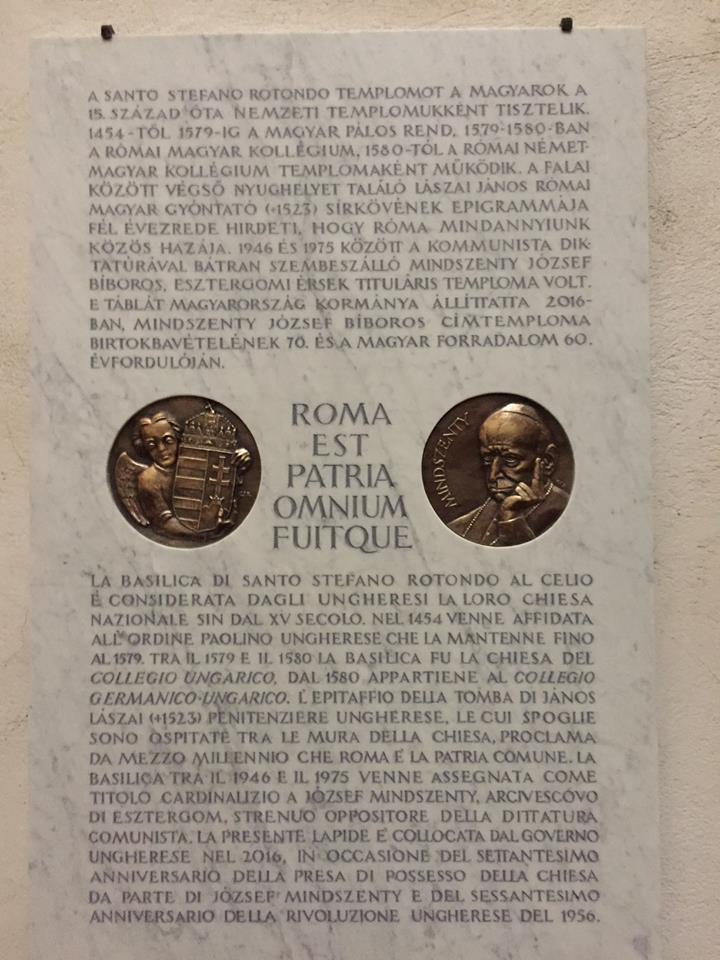 A SANTO STEFANO ROTONDO TEMPLOMOT A MAGYAROK A
15. SZÁZAD ÓTA NEMZETI TEMPLOMUKKÉNT TISZTELIK.
1454-TŐL 1579-IG A MAGYAR PÁLOS REND, 1579-1580-BAN
A RÓMAI MAGYAR KOLLÉGIUM, 1580-TÓL A RÓMAI NÉMET-
MAGYAR KOLLÉGIUM TEMPLOMAKÉNT MŰKÖDIK. A FALAI
KÖZÖTT VÉGSŐ NYUGHELYET TALÁLÓ LÁSZAI JÁNOS RÓMAI
MAGYAR GYÓNTATÓ (+1523) SÍRKÖVÉNEK EPIGRAMMÁJA
FÉL ÉVEZREDE HIRDETI, HOGY RÓMA MINDANNYIUNK
KÖZÖS HAZÁJA. 1946 ÉS 1975 KÖZÖTT A KOMMUNISTA DIK-
TATÚRÁVAL BÁTRAN SZEMBESZÁLLÓ MINDSZENTY JÓZSEF
BÍBOROS, ESZTERGOMI ÉRSEK TITULÁRIS TEMPLOMA VOLT.
E TÁBLÁT MAGYARORSZÁG KORMÁNYA ÁLLÍTTATTA 2016-
BAN, MINDSZENTY JÓZSEF BÍBOROS CÍMTEMPLOMA
BIRTOKBAVÉTELÉNEK 70. ÉS A MAGYAR FORRADALOM 60.
ÉVFORDULÓJÁN.
ROMA
EST
PATRIA
OMNIUM
FUITQUE
MINDSZENTY
LA BASILICA DI SANTO STEFANO ROTONDO AL CELIO
È CONSIDERATA DAGLI UNGHERESI LA LORO CHIESA
NAZIONALE SIN DAL XV SECOLO. NEL 1454 VENNE AFFIDATA
ALL'ORDINE PAOLINO UNGHERESE CHE LA MANTENNE FINO
AL 1579. TRA IL 1579 E IL 1580 LA BASILICA FU LA CHIESA DEL
COLLEGIO UNGARICO, DAL 1580 APPARTIENE AL COLLEGIO
GERMANICO-UNGARICO. L'EPITAFFIO DELLA TOMBA DI JÁNOS
LÁSZAI (+1523) PENITENZIERE UNGHERESE, LE CUI SPOGLIE
SONO OSPITATE TRA LE MURA DELLA CHIESA, PROCLAMA
DA MEZZO MILLENNIO CHE ROMA E' LA PATRIA COMUNE. LA
BASILICA TRA IL 1946 E IL 1975 VENNE ASSEGNATA COME
TITOLO CARDINALIZIO A JÓZSEF MINDSZENTY, ARCIVESCOVO
DI ESZTERGOM, STRENUO OPPOSITORE DELLA DITTATURA
COMUNISTA. LA PRESENTE LAPIDE E' COLLOCATA DAL GOVERNO
UNGHERESE NEL 2016, IN OCCASIONE DEL SETTANTESIMO
ANNIVERSARIO DELLA PRESA DI POSSESSO DELLA CHIESA
DA PARTE DI JÓZSEF MINDSZENTY E DEL SESSANTESIMO
ANNIVERSARIO DELLA RIVOLUZIONE UNGHERESE DEL 1956.